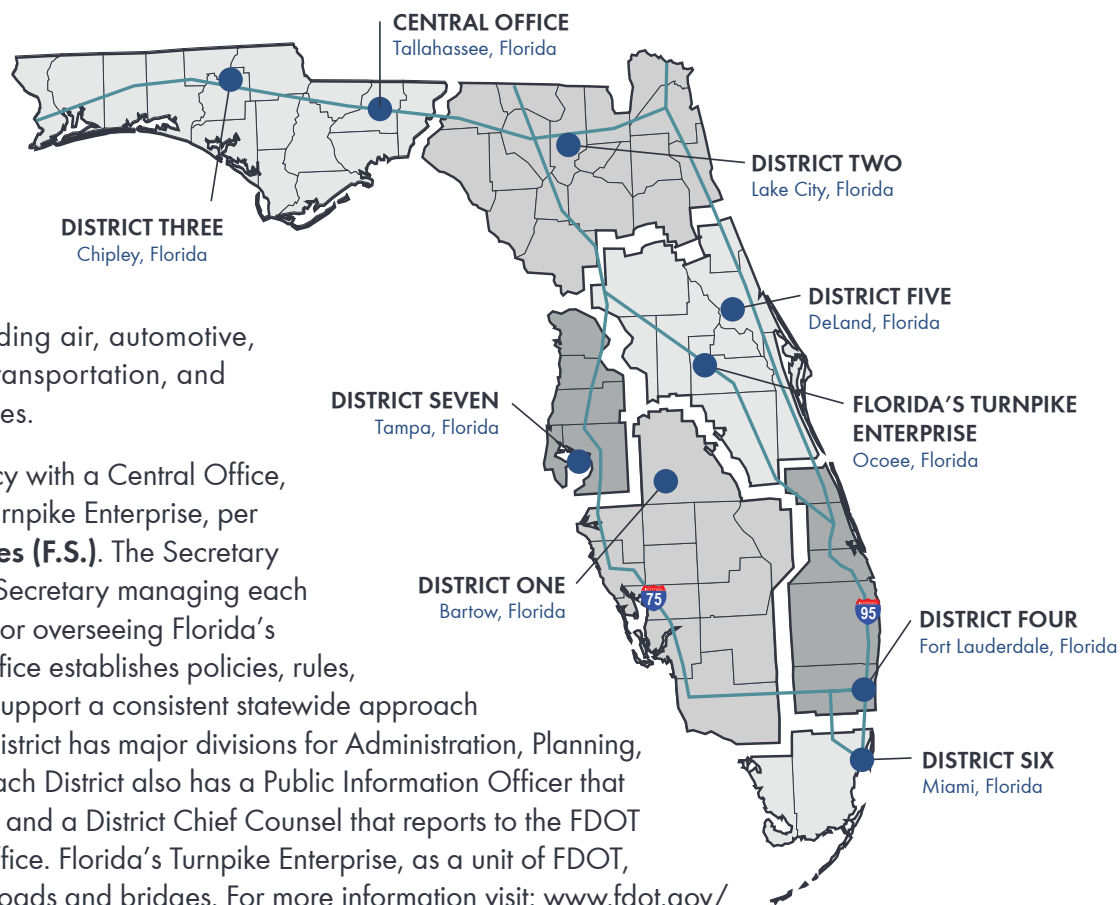 CENTRAL OFFICE
Tallahassee, Florida
DISTRICT TWO
Lake City, Florida
DISTRICT THREE
Chipley, Florida
DISTRICT FIVE
DeLand, Florida
DISTRICT SEVEN
Tampa, Florida
FLORIDA'S TURNPIKE
ENTERPRISE
Ocoee, Florida
DISTRICT ONE
Bartow, Florida
75
95
DISTRICT FOUR
Fort Lauderdale, Florida
DISTRICT SIX
Miami, Florida
ding air, automotive,
ransportation, and
es.
cy with a Central Office,
rnpike Enterprise, per
es (F.S.). The Secretary
Secretary managing each
or overseeing Florida's
fice establishes policies, rules,
upport a consistent statewide approach
istrict has major divisions for Administration, Planning,
ach District also has a Public Information Officer that
and a District Chief Counsel that reports to the FDOT
ffice. Florida's Turnpike Enterprise, as a unit of FDOT,
oads and bridges. For more information visit: www.fdot.gov/